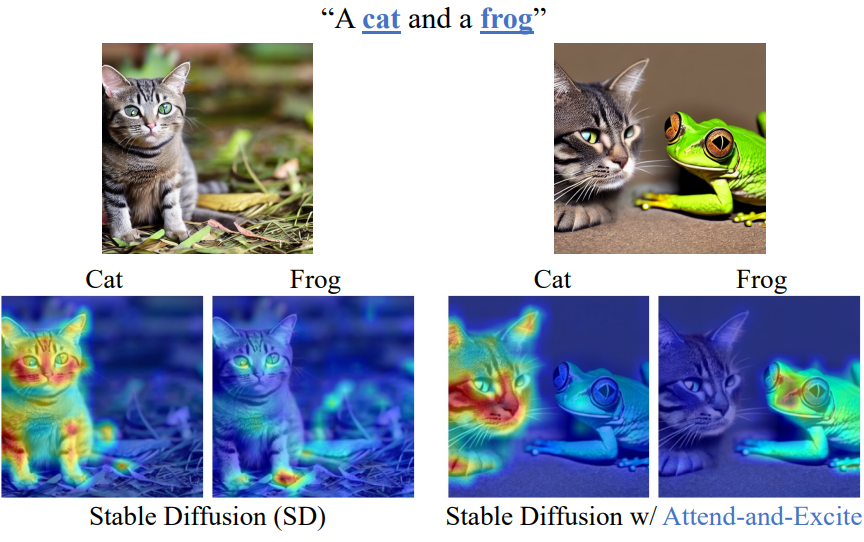 “A cat and a frog”
Cat Frog Cat Frog
Stable Diffusion (SD) Stable Diffusion w/ Attend-and-Excite